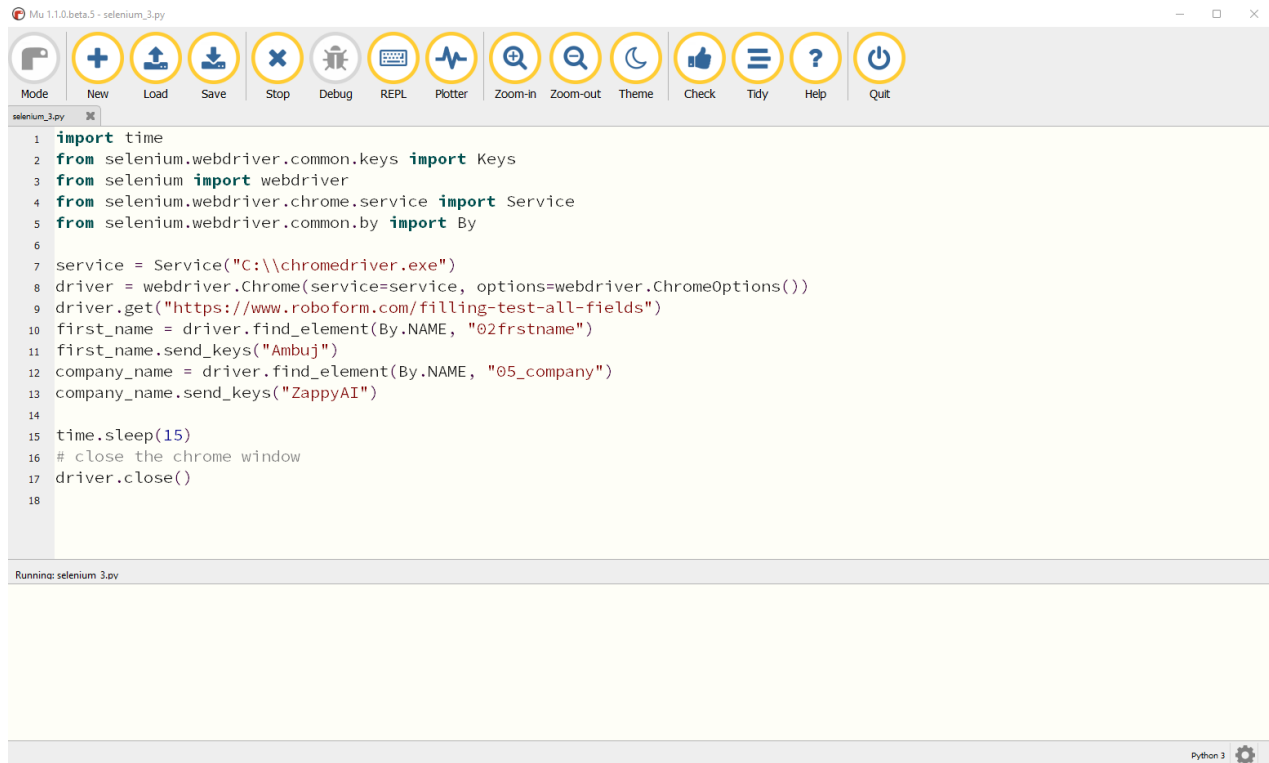 Mu 1.1.0.beta.5 - selenium_3.py
Mode New Load Save Stop Debug REPL Plotter Zoom-in Zoom-out Theme Check Tidy Help Quit
selenium_3.py
1 import time
2 from selenium.webdriver.common.keys import Keys
3 from selenium import webdriver
4 from selenium.webdriver.chrome.service import Service
5 from selenium.webdriver.common.by import By
6
7 service = Service("C:\\chromedriver.exe")
8 driver = webdriver.Chrome(service=service, options=webdriver.ChromeOptions())
9 driver.get("https://www.roboform.com/filling-test-all-fields")
10 first_name = driver.find_element(By.NAME, "02frstname")
11 first_name.send_keys("Ambuj")
12 company_name = driver.find_element(By.NAME, "05_company")
13 company_name.send_keys("ZappyAI")
14
15 time.sleep(15)
16 # close the chrome window
17 driver.close()
18
Running: selenium_3.py
Python 3